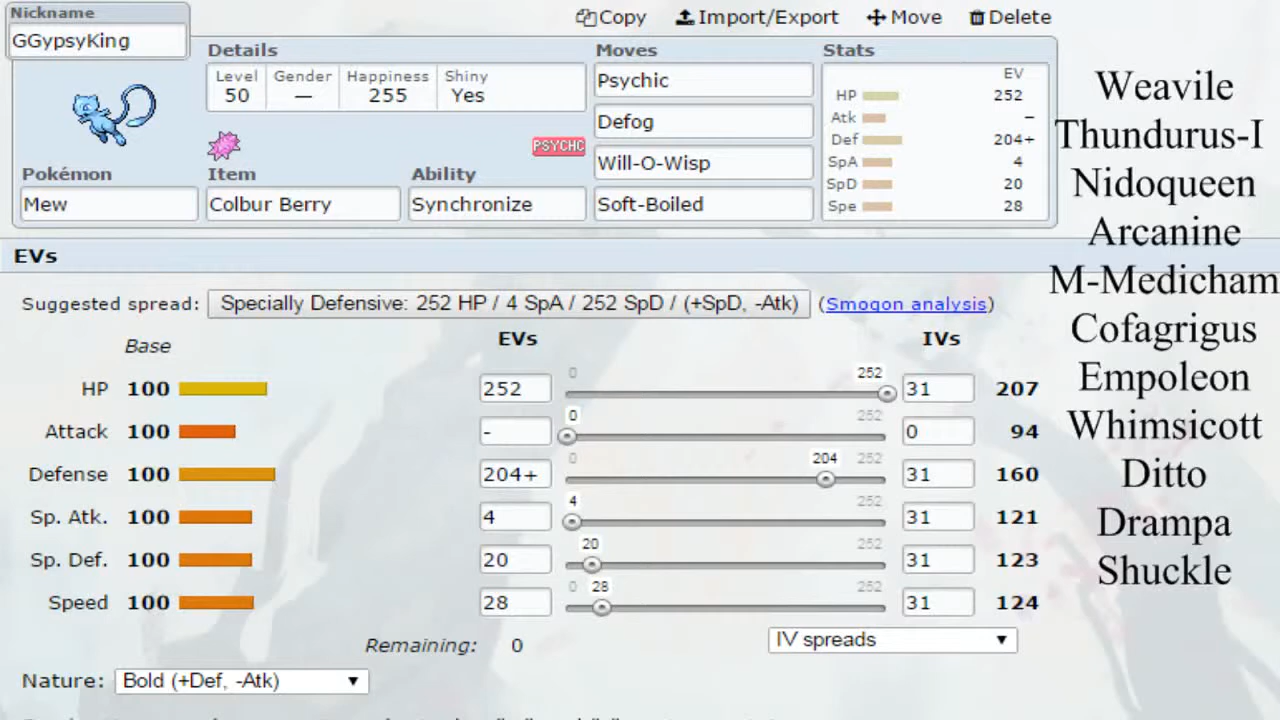 Nickname
GGypsyKing
Copy Import/Export Move Delete
Details
Level Gender Happiness Shiny
50 — 255 Yes
PSYCHC
Pokémon Item Ability
Mew Colbur Berry Synchronize
Moves
Psychic
Defog
Will-O-Wisp
Soft-Boiled
Stats
EV
HP 252
Atk –
Def 204+
SpA 4
SpD 20
Spe 28
Weavile
Thundurus-I
Nidoqueen
Arcanine
M-Medicham
Cofagrigus
Empoleon
Whimsicott
Ditto
Drampa
Shuckle
EVs
Suggested spread: Specially Defensive: 252 HP / 4 SpA / 252 SpD / (+SpD, -Atk) (Smogon analysis)
Base EVs IVs
0 252
HP 100 252 31 207
0 252
Attack 100 - 0 94
0 204 252
Defense 100 204+ 31 160
4 252
Sp. Atk. 100 4 31 121
20 252
Sp. Def. 100 20 31 123
0 28 252
Speed 100 28 31 124
Remaining: 0 IV spreads
Nature: Bold (+Def, -Atk)